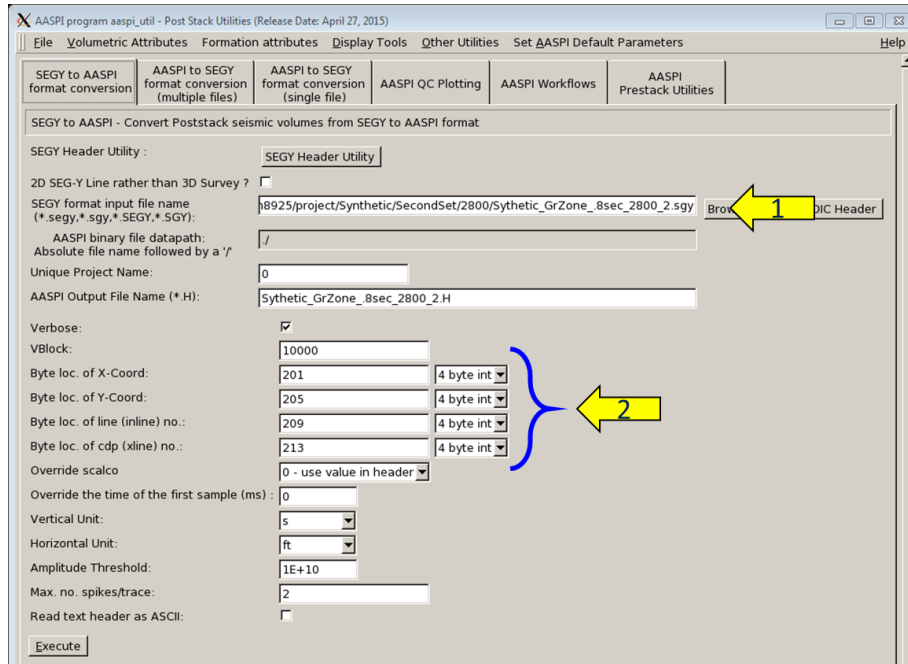 AASPI program aaspi_util - Post Stack Utilities (Release Date: April 27, 2015)
File Volumetric Attributes Formation attributes Display Tools Other Utilities Set AASPI Default Parameters Help
SEGY to AASPI
format conversion
AASPI to SEGY
format conversion
(multiple files)
AASPI to SEGY
format conversion
(single file)
AASPI QC Plotting
AASPI Workflows
AASPI
Prestack Utilities
SEGY to AASPI - Convert Poststack seismic volumes from SEGY to AASPI format
SEGY Header Utility :
SEGY Header Utility
2D SEG-Y Line rather than 3D Survey ?
SEGY format input file name
(*.segy,*.sgy,*.SEGY,*.SGY):
8925/project/Synthetic/SecondSet/2800/Sythetic_GrZone_.8sec_2800_2.sgy
Bro
1
DIC Header
AASPI binary file datapath:
Absolute file name followed by a '/'
./
Unique Project Name:
0
AASPI Output File Name (*.H):
Sythetic_GrZone_.8sec_2800_2.H
Verbose:
VBlock:
10000
Byte loc. of X-Coord:
201
4 byte int
Byte loc. of Y-Coord:
205
4 byte int
2
Byte loc. of line (inline) no.:
209
4 byte int
Byte loc. of cdp (xline) no.:
213
4 byte int
Override scalco
0 - use value in header
Override the time of the first sample (ms) :
0
Vertical Unit:
s
Horizontal Unit:
ft
Amplitude Threshold:
1E+10
Max. no. spikes/trace:
2
Read text header as ASCII:
Execute